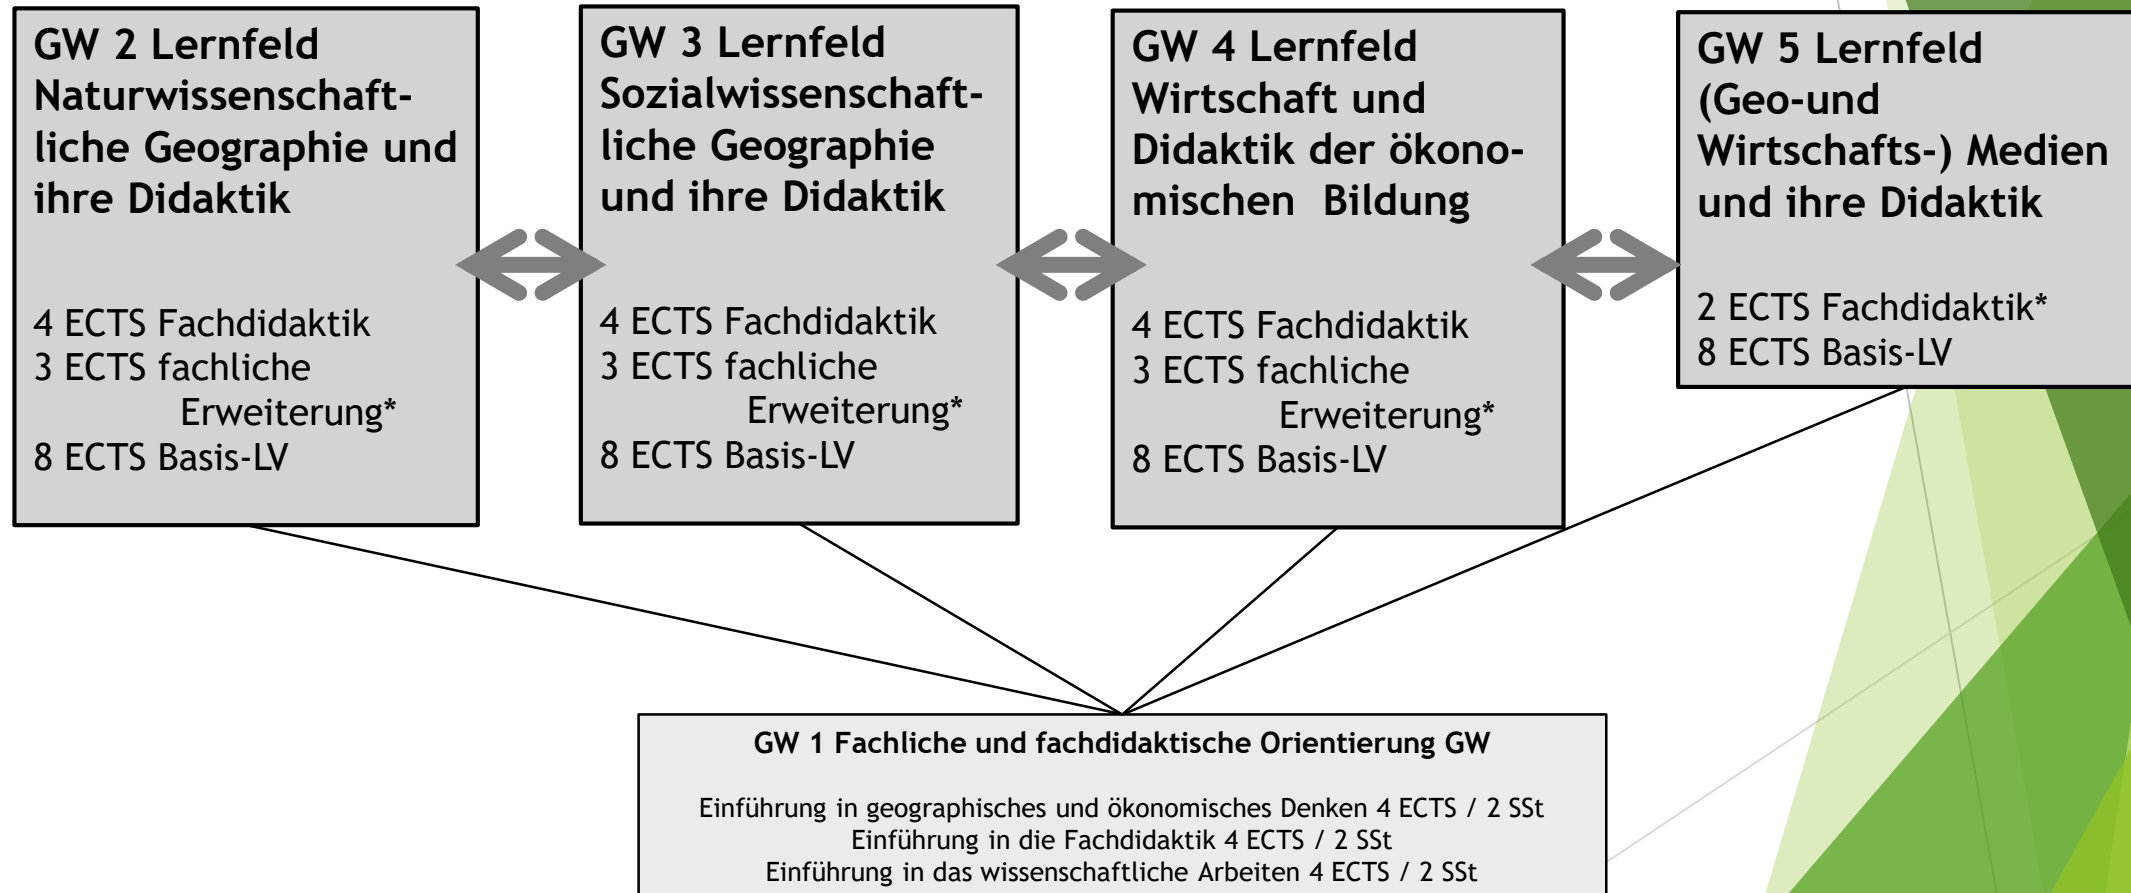 GW 2 Lernfeld
Naturwissenschaft-
liche Geographie und
ihre Didaktik
4 ECTS Fachdidaktik
3 ECTS fachliche
Erweiterung*
8 ECTS Basis-LV
GW 3 Lernfeld
Sozialwissenschaft-
liche Geographie
und ihre Didaktik
4 ECTS Fachdidaktik
3 ECTS fachliche
Erweiterung*
8 ECTS Basis-LV
GW 4 Lernfeld
Wirtschaft und
Didaktik der ökono-
mischen Bildung
4 ECTS Fachdidaktik
3 ECTS fachliche
Erweiterung*
8 ECTS Basis-LV
GW 5 Lernfeld
(Geo-und
Wirtschafts-) Medien
und ihre Didaktik
2 ECTS Fachdidaktik*
8 ECTS Basis-LV
GW 1 Fachliche und fachdidaktische Orientierung GW
Einführung in geographisches und ökonomisches Denken 4 ECTS / 2 SSt
Einführung in die Fachdidaktik 4 ECTS / 2 SSt
Einführung in das wissenschaftliche Arbeiten 4 ECTS / 2 SSt